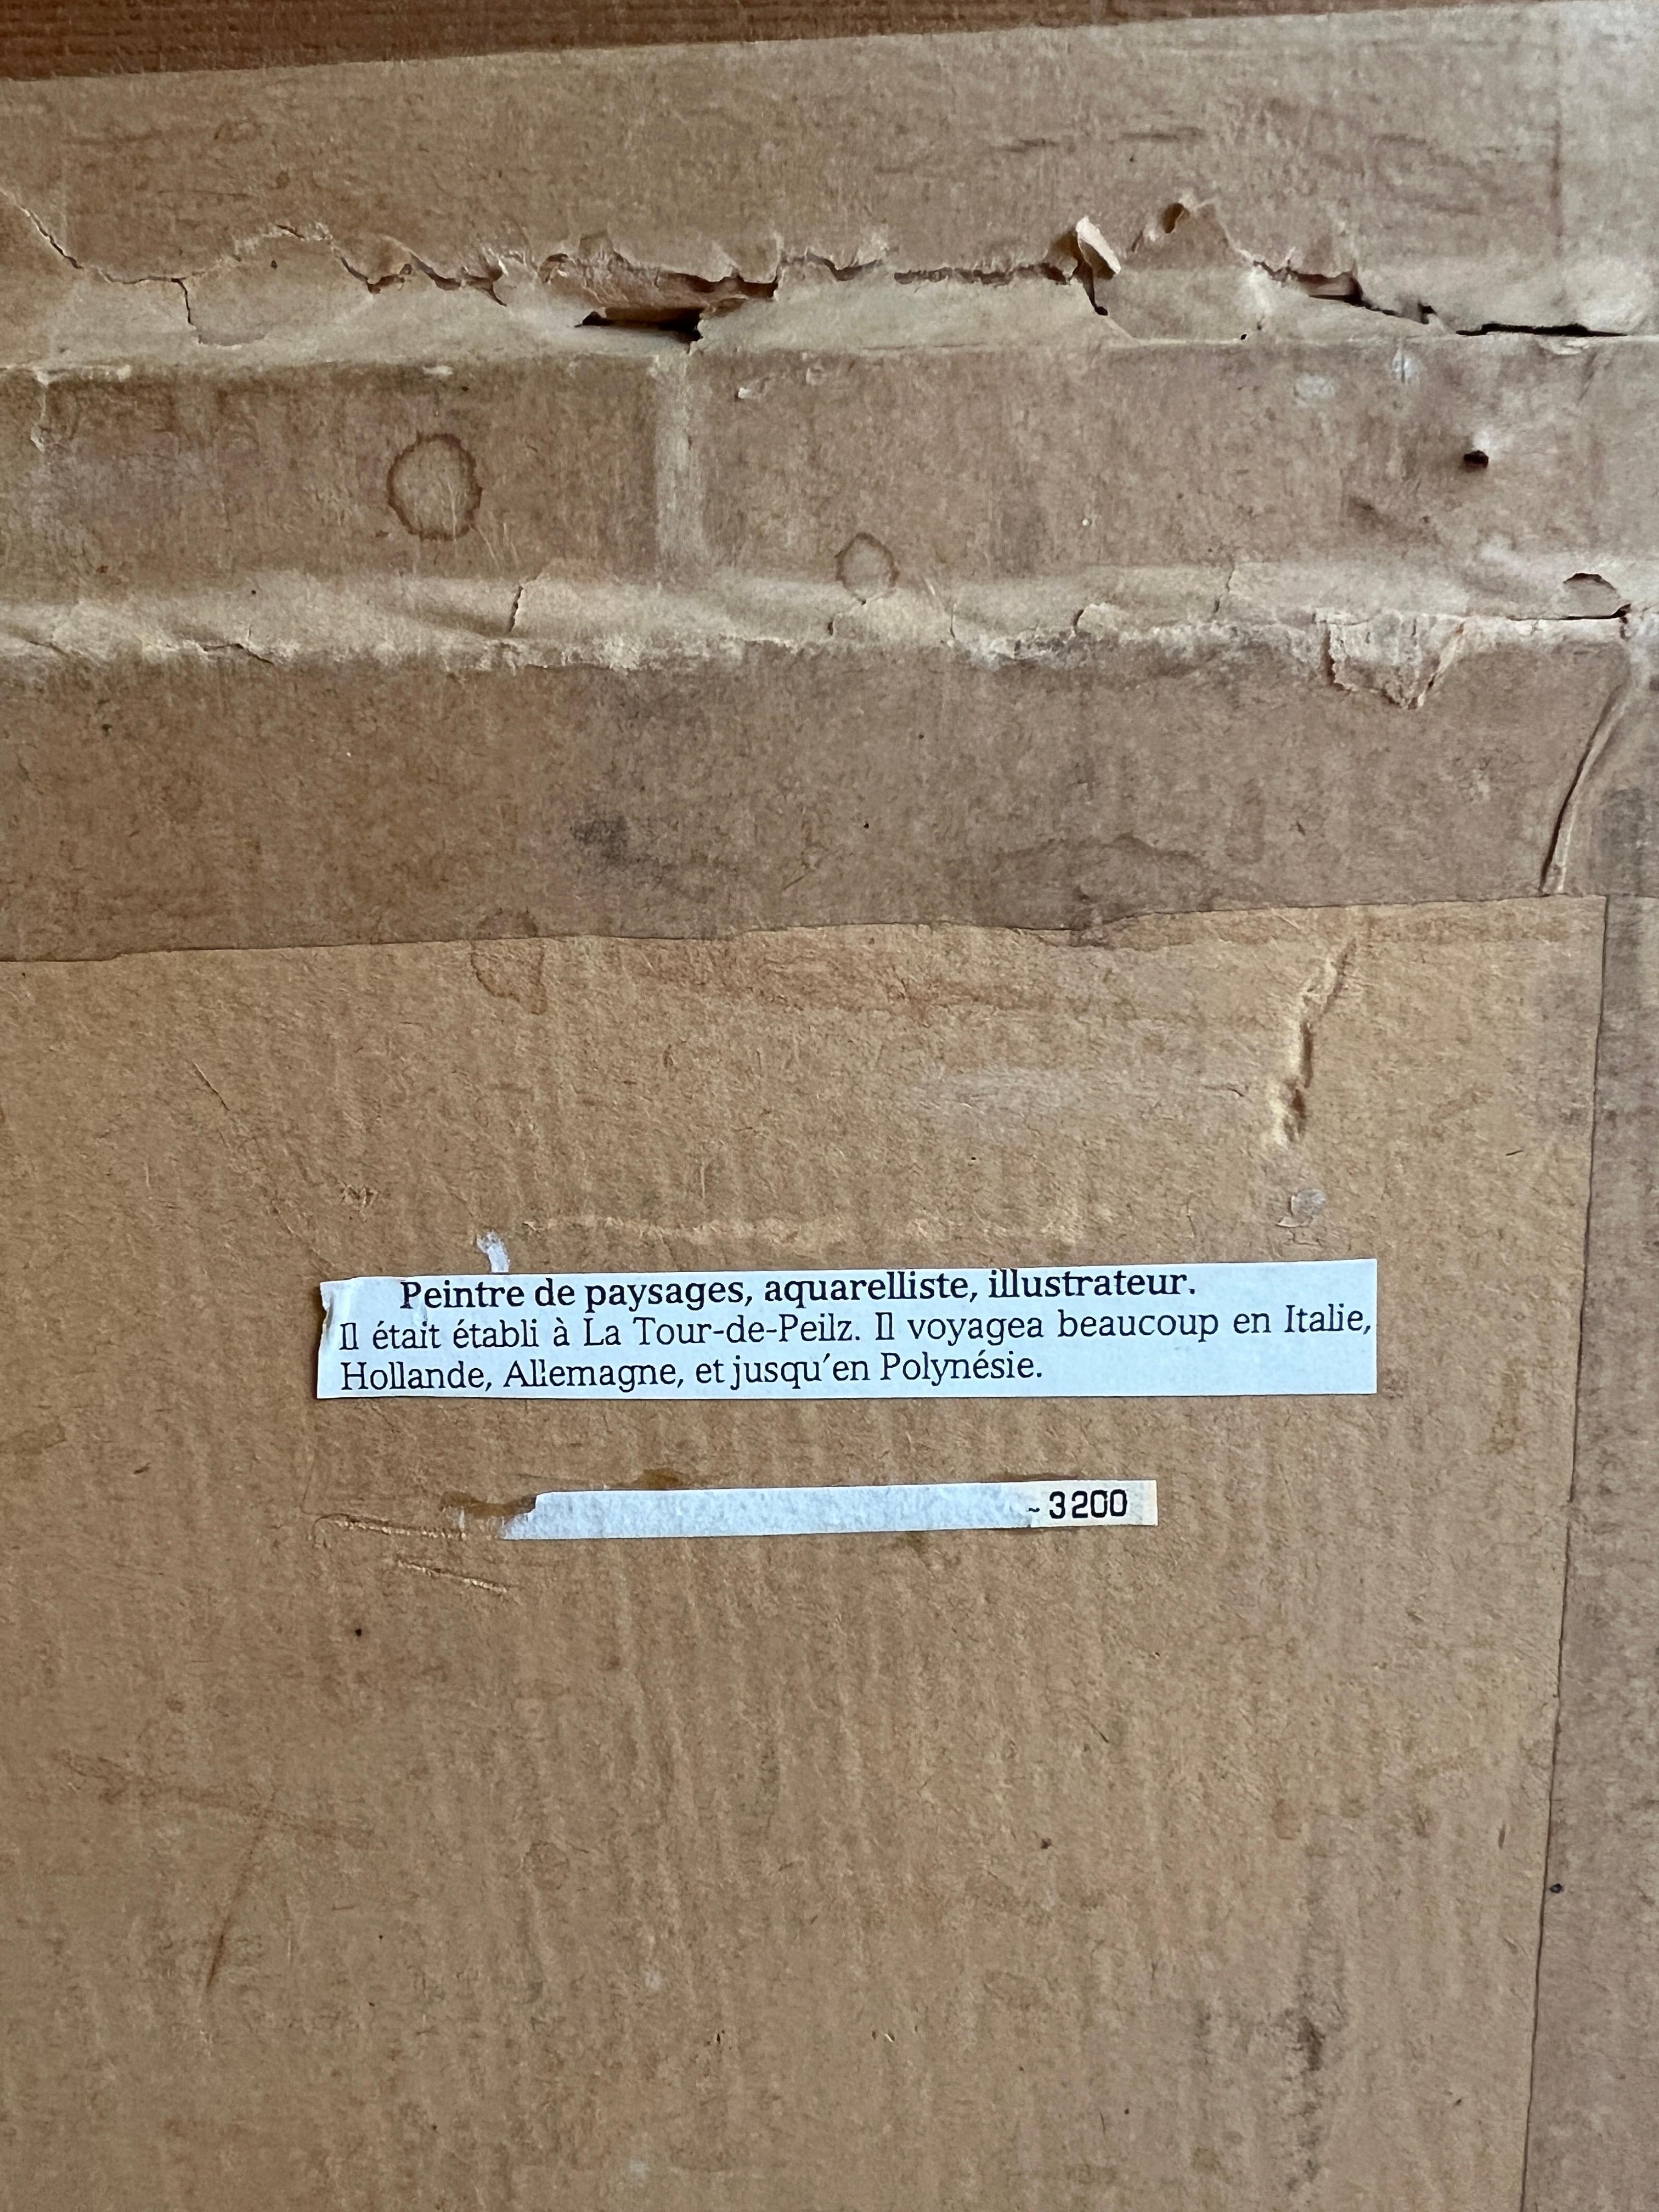 Peintre de paysages, aquarelliste, illustrateur.
Il était établi à La Tour-de-Peilz. Il voyagea beaucoup en Italie,
Hollande, Allemagne, et jusqu'en Polynésie.
~ 3200